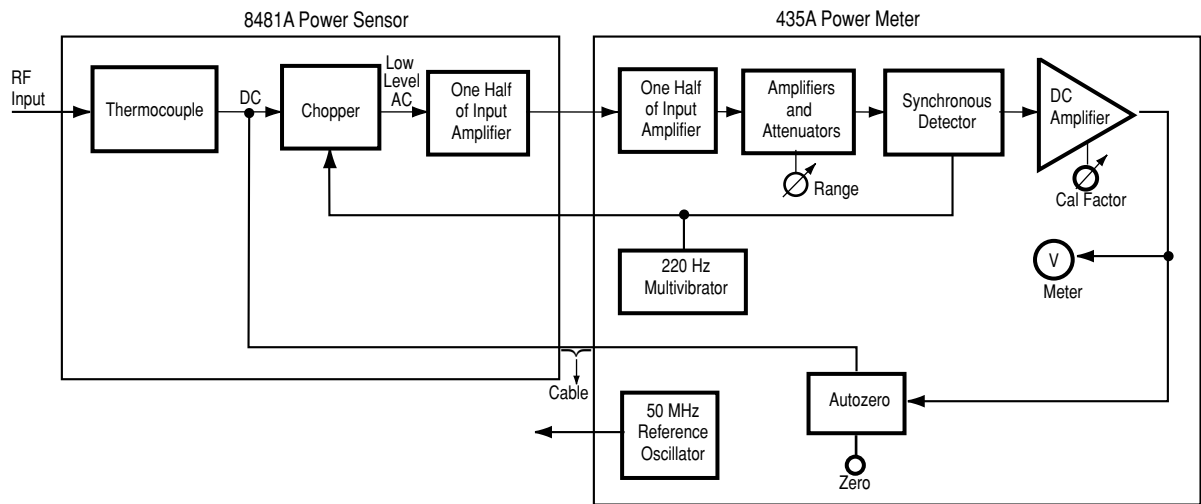 8481A Power Sensor
435A Power Meter
RF
Input
Thermocouple
DC
Chopper
Low
Level
AC
One Half
of Input
Amplifier
One Half
of Input
Amplifier
Amplifiers
and
Attenuators
Synchronous
Detector
DC
Amplifier
Range
Cal Factor
220 Hz
Multivibrator
V
Meter
Cable
50 MHz
Reference
Oscillator
Autozero
Zero